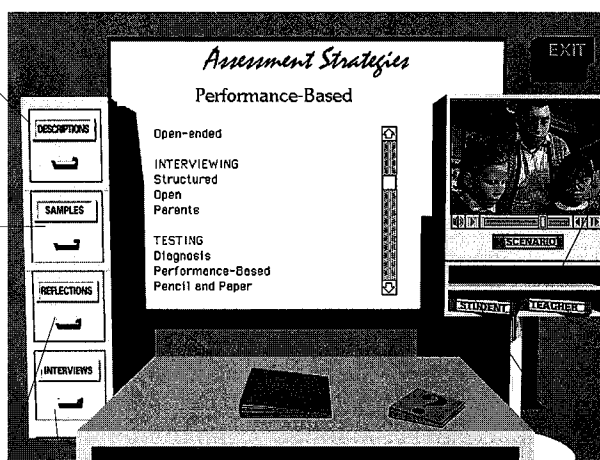 Assessment Strategies
Performance-Based
EXIT
DESCRIPTIONS
SAMPLES
REFLECTIONS
INTERVIEWS
Open-ended
INTERVIEWING
Structured
Open
Parents
TESTING
Diagnosis
Performance-Based
Pencil and Paper
SCENARIO
STUDENT
TEACHER
?